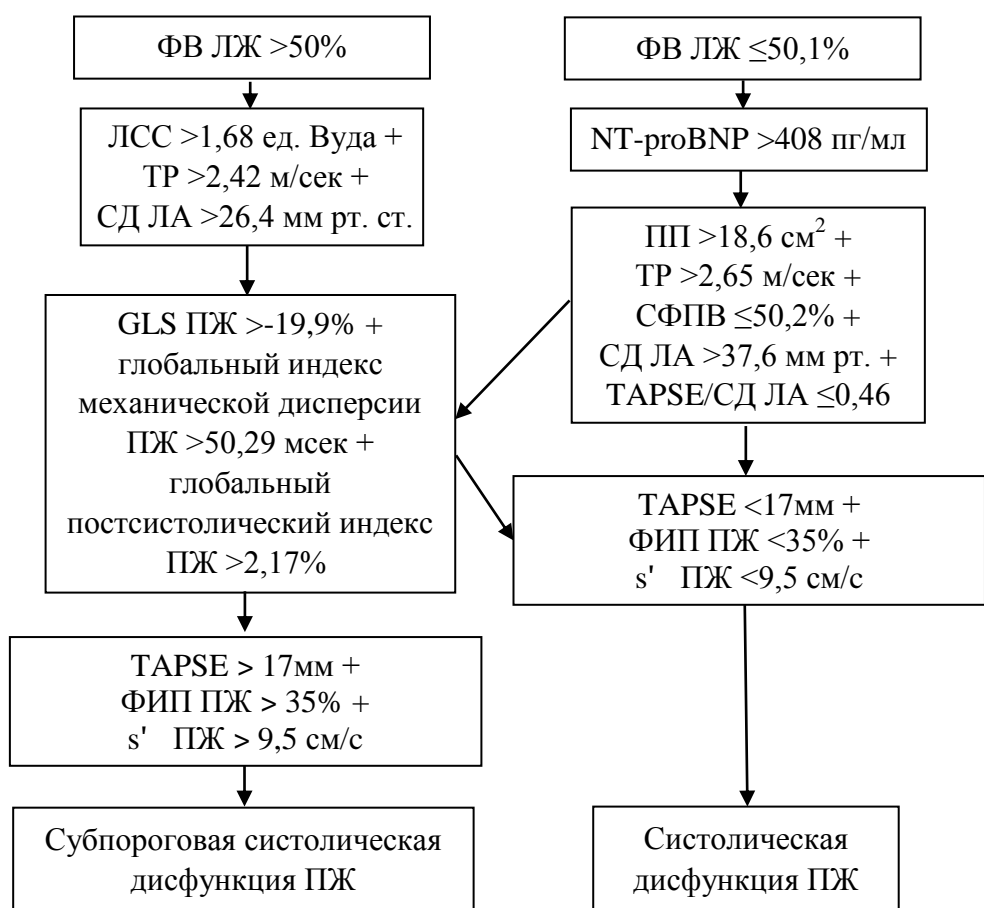 ФВ ЛЖ >50%
ЛСС >1,68 ед. Вуда +
ТР >2,42 м/сек +
СД ЛА >26,4 мм рт. ст.
GLS ПЖ >-19,9% +
глобальный индекс
механической дисперсии
ПЖ >50,29 мсек +
глобальный
постсистолический индекс
ПЖ >2,17%
TAPSE > 17мм +
ФИП ПЖ > 35% +
s' ПЖ > 9,5 см/с
Субпороговая систолическая
дисфункция ПЖ
ФВ ЛЖ ≤50,1%
NT-proBNP >408 пг/мл
ПП >18,6 см² +
ТР >2,65 м/сек +
СФПВ ≤50,2% +
СД ЛА >37,6 мм рт. +
TAPSE/СД ЛА ≤0,46
TAPSE <17мм +
ФИП ПЖ <35% +
s' ПЖ <9,5 см/с
Систолическая
дисфункция ПЖ